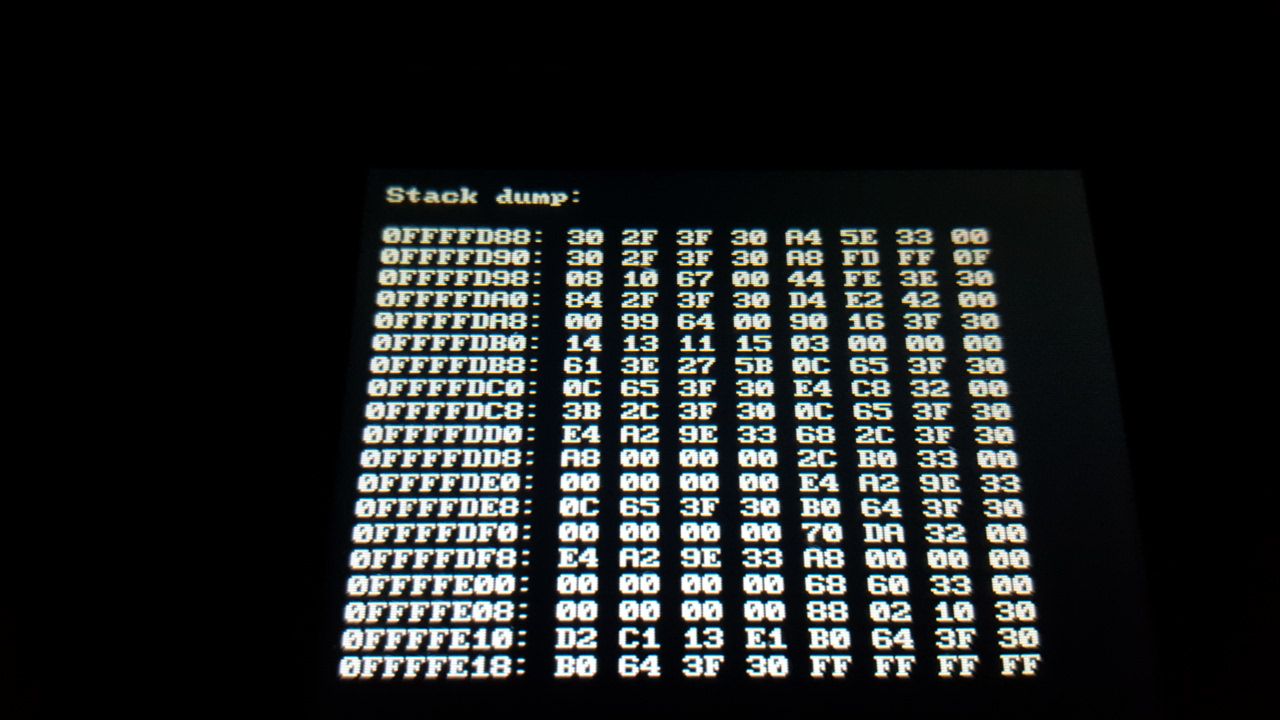 Stack dump:
0FFFFD88: 30 2F 3F 30 A4 5E 33 00
0FFFFD90: 30 2F 3F 30 A8 FD FF 0F
0FFFFD98: 08 10 67 00 44 FE 3E 30
0FFFFDA0: 84 2F 3F 30 D4 E2 42 00
0FFFFDA8: 00 99 64 00 90 16 3F 30
0FFFFDB0: 14 13 11 15 03 00 00 00
0FFFFDB8: 61 3E 27 5B 0C 65 3F 30
0FFFFDC0: 0C 65 3F 30 E4 C8 32 00
0FFFFDC8: 3B 2C 3F 30 0C 65 3F 30
0FFFFDD0: E4 A2 9E 33 68 2C 3F 30
0FFFFDD8: A8 00 00 00 2C B0 33 00
0FFFFDE0: 00 00 00 00 E4 A2 9E 33
0FFFFDE8: 0C 65 3F 30 B0 64 3F 30
0FFFFDF0: 00 00 00 00 70 DA 32 00
0FFFFDF8: E4 A2 9E 33 A8 00 00 00
0FFFFE00: 00 00 00 00 68 60 33 00
0FFFFE08: 00 00 00 00 88 02 10 30
0FFFFE10: D2 C1 13 E1 B0 64 3F 30
0FFFFE18: B0 64 3F 30 FF FF FF FF